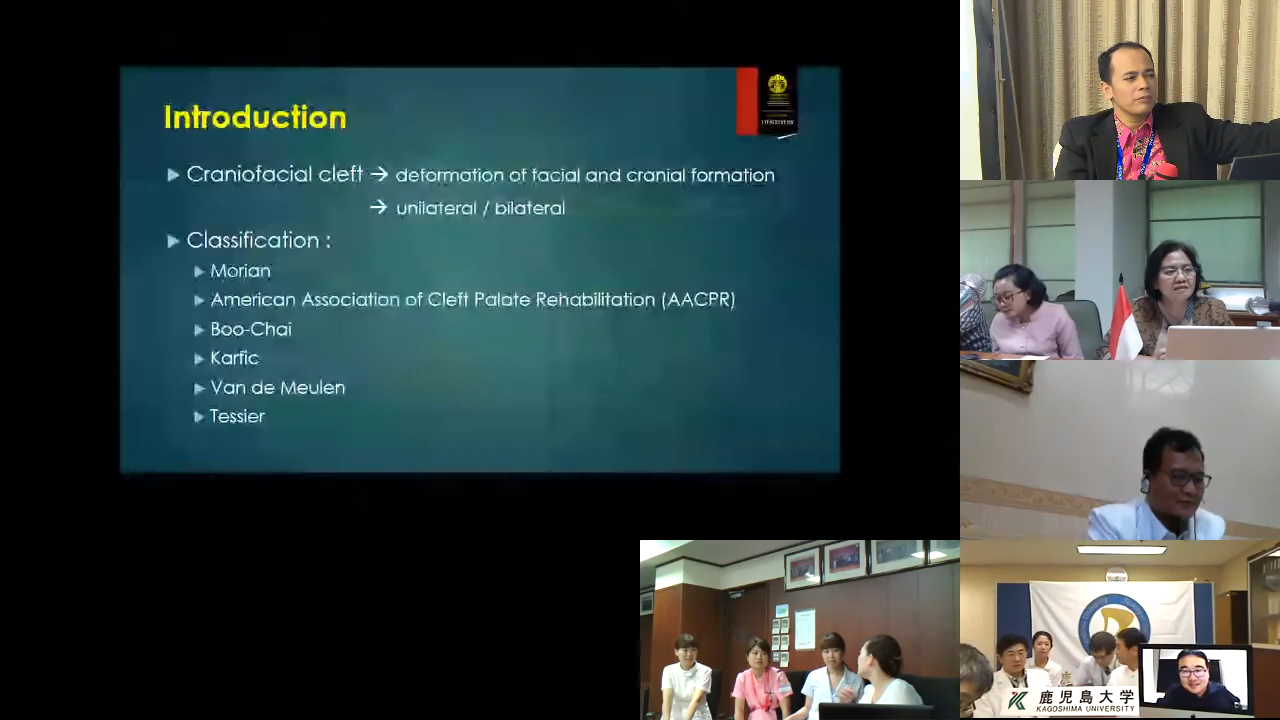 Introduction
Craniofacial cleft → deformation of facial and cranial formation
→ unilateral / bilateral
Classification :
Morian
American Association of Cleft Palate Rehabilitation (AACPR)
Boo-Chai
Karfic
Van de Meulen
Tessier
鹿児島大学
KAGOSHIMA UNIVERSITY